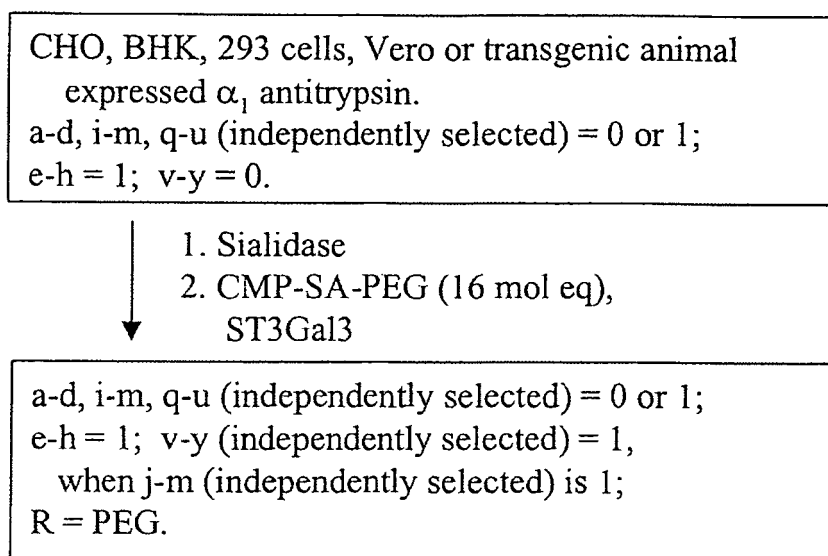 CHO, BHK, 293 cells, Vero or transgenic animal
expressed α₁ antitrypsin.
a-d, i-m, q-u (independently selected) = 0 or 1;
e-h = 1; v-y = 0.
1. Sialidase
2. CMP-SA-PEG (16 mol eq),
ST3Gal3
a-d, i-m, q-u (independently selected) = 0 or 1;
e-h = 1; v-y (independently selected) = 1,
when j-m (independently selected) is 1;
R = PEG.